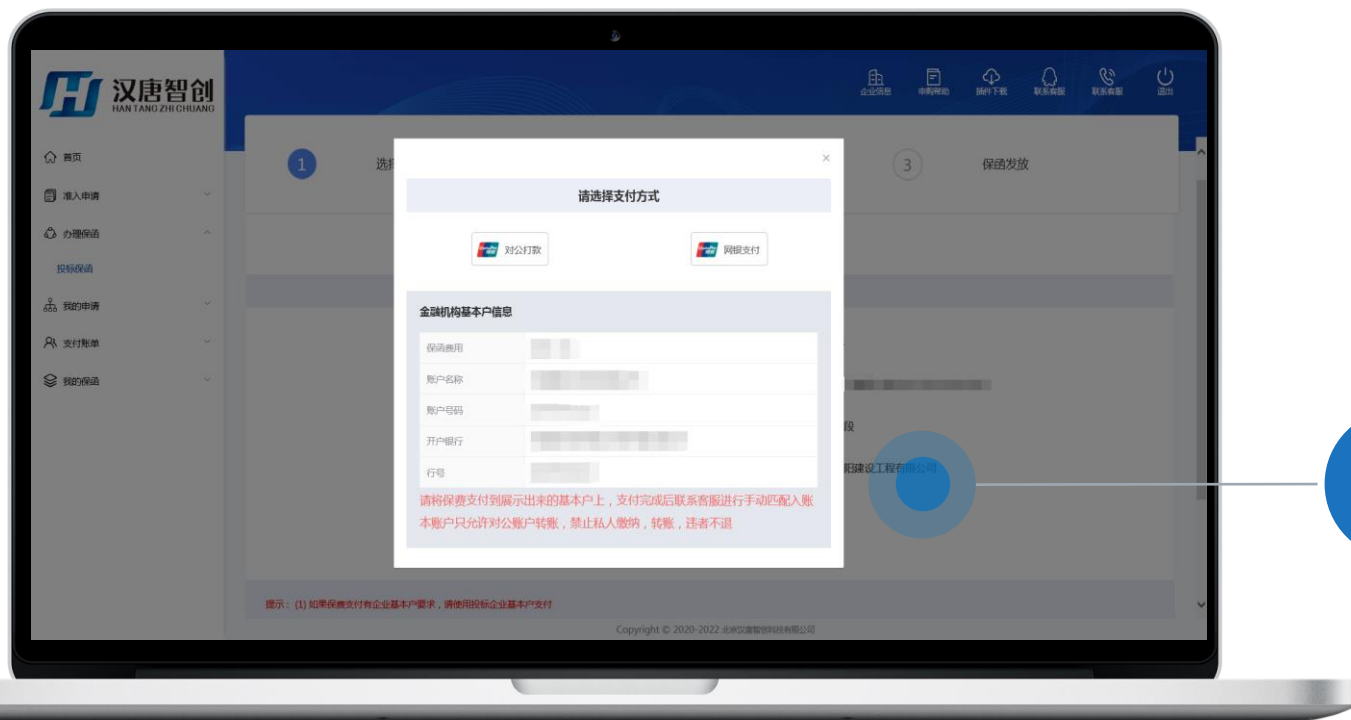 汉唐智创
HAN TANG ZHI CHUANG
企业信息
申购帮助
插件下载
联系客服
联系客服
退出
首页
准入申请
办理保函
投标保函
我的申请
支付账单
我的保函
1
选择
3
保函发放
×
请选择支付方式
对公打款
网银支付
金融机构基本户信息
保函费用
账户名称
账户号码
开户银行
行号
请将保费支付到展示出来的基本户上，支付完成后联系客服进行手动匹配入账
本账户只允许对公账户转账，禁止私人缴纳，转账，违者不退
段
阳建设工程有限公司
提示： (1) 如果保费支付有企业基本户要求，请使用投标企业基本户支付
Copyright © 2020-2022 北京汉唐智创科技有限公司